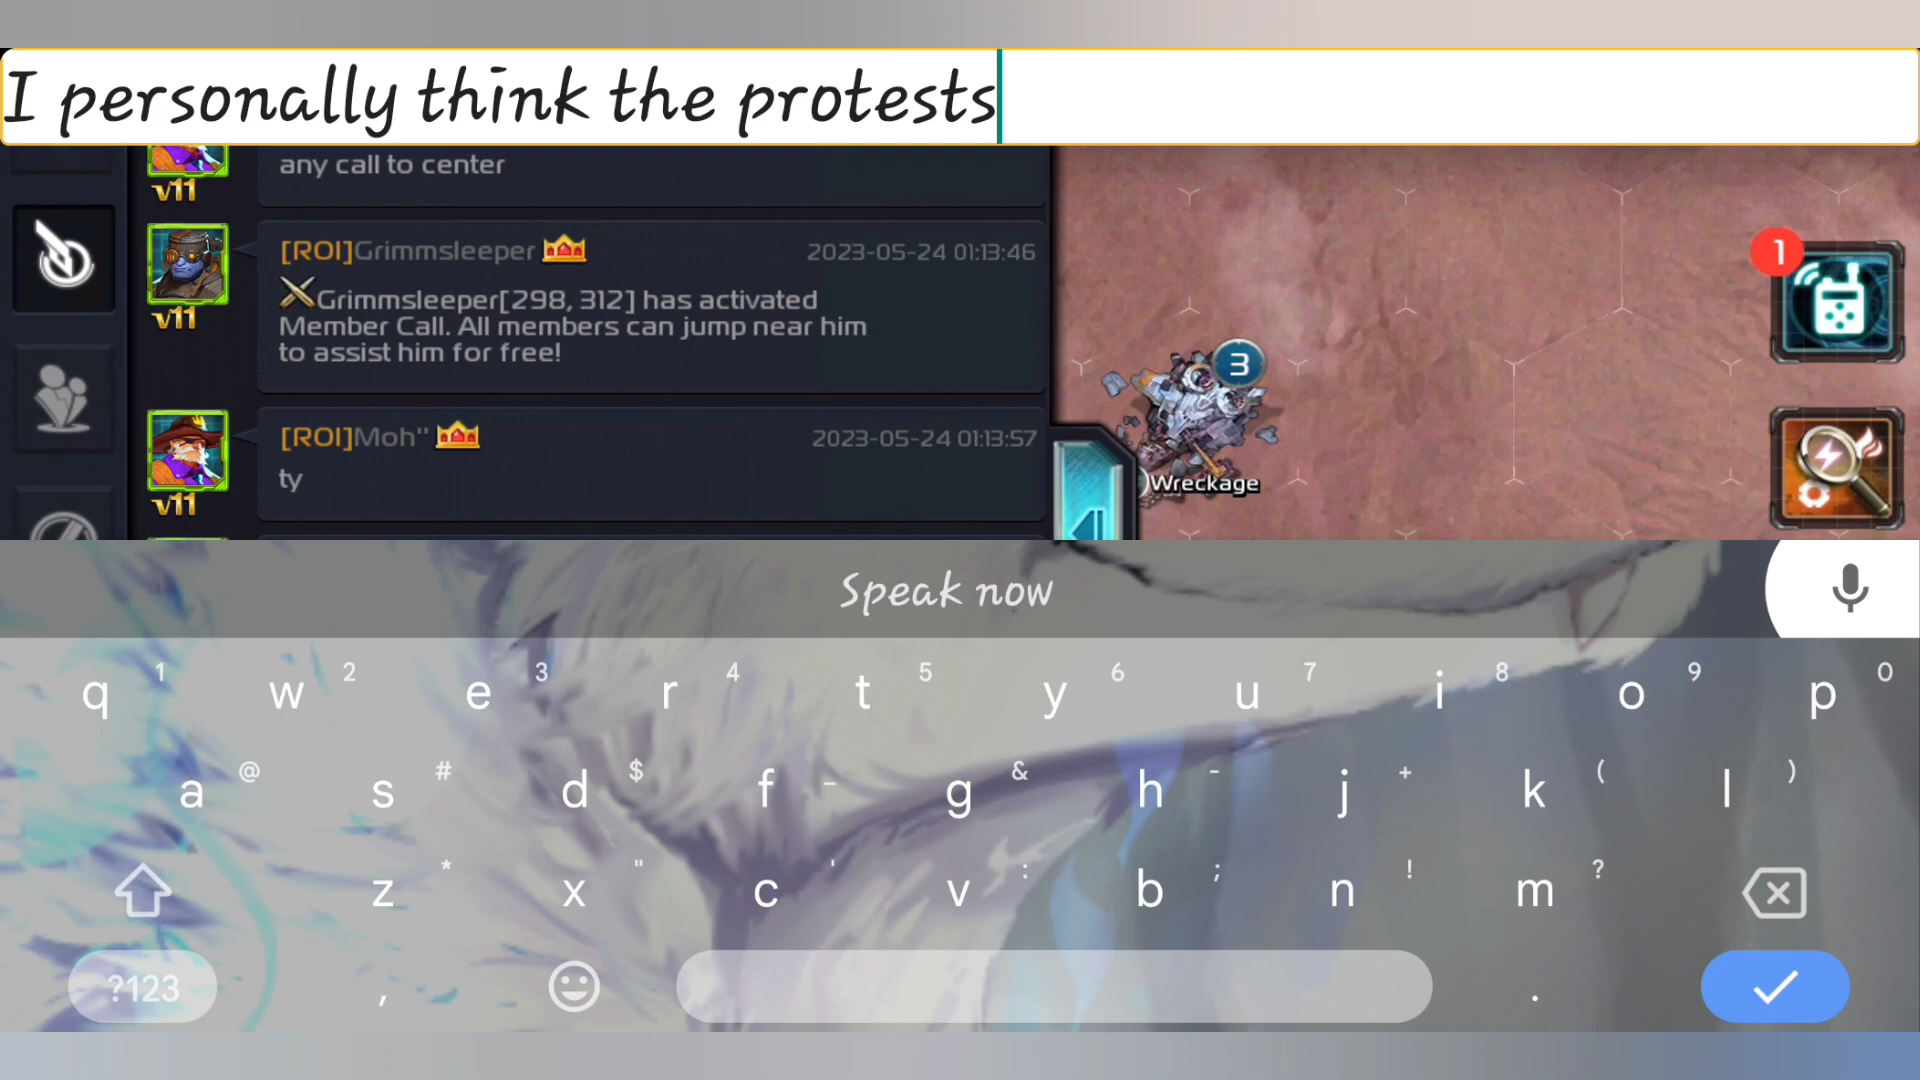 I personally think the protests
any call to center
v11
[ROI]Grimmsleeper 2023-05-24 01:13:46
Grimmsleeper[298, 312] has activated
Member Call. All members can jump near him
to assist him for free!
v11
[ROI]Moh" 2023-05-24 01:13:57
ty
v11
1
3
Wreckage
Speak now
q 1 w 2 e 3 r 4 t 5 y 6 u 7 i 8 o 9 p 0
a @ s # d $ f _ g & h - j + k ( l )
z * x " c ' v : b ; n ! m ?
?123 , .